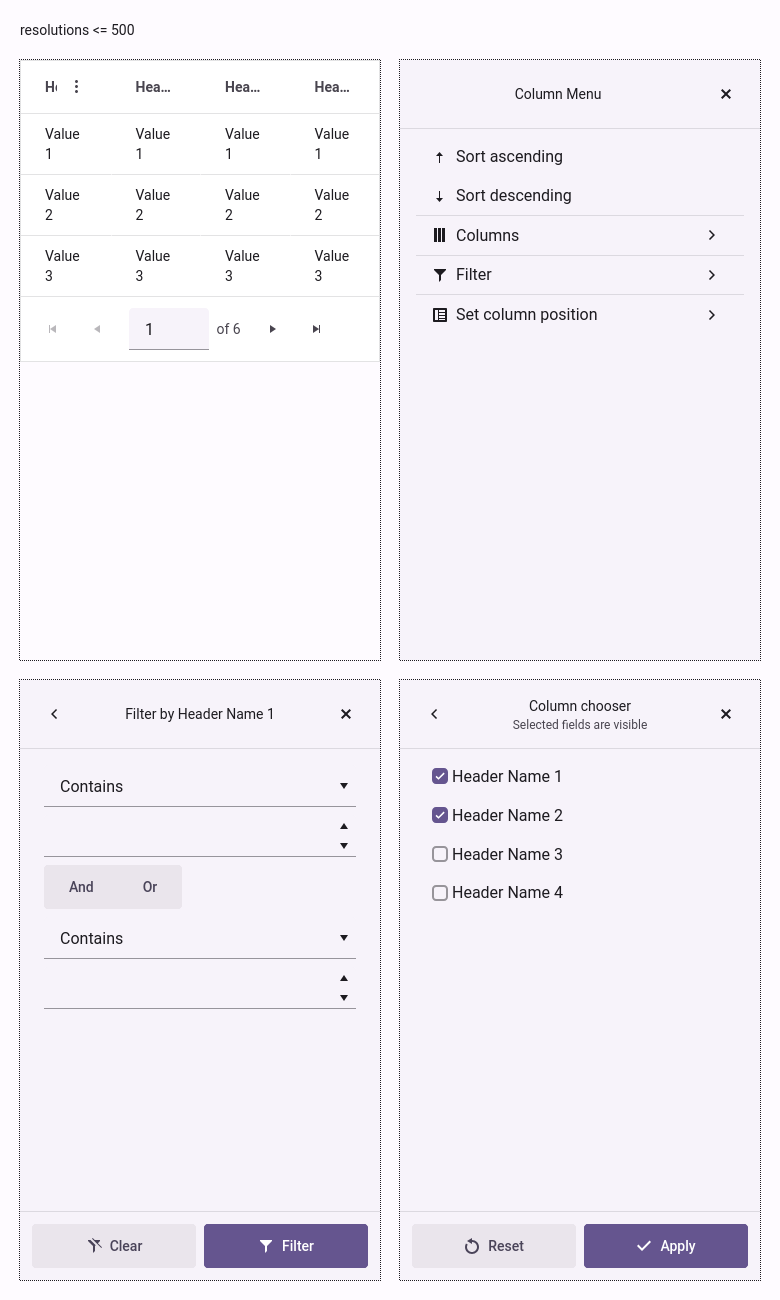 resolutions <= 500
Hea… Hea… Hea…
Value Value Value Value
1 1 1 1
Value Value Value Value
2 2 2 2
Value Value Value Value
3 3 3 3
1 of 6
Column Menu
Sort ascending
Sort descending
Columns
Filter
Set column position
Filter by Header Name 1
Contains
And Or
Contains
Clear Filter
Column chooser
Selected fields are visible
Header Name 1
Header Name 2
Header Name 3
Header Name 4
Reset Apply